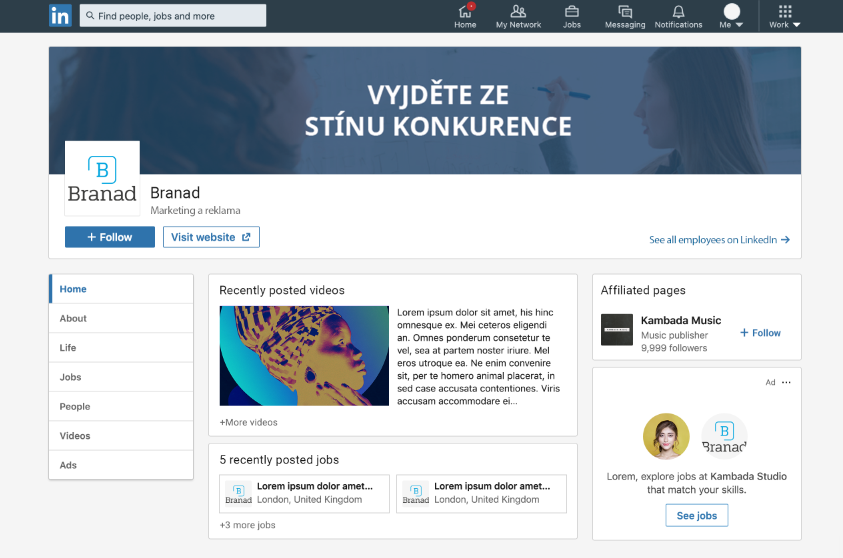 in
Find people, jobs and more
Home
My Network
Jobs
Messaging
Notifications
Me
Work
VYJDĚTE ZE
STÍNU KONKURENCE
B
Branad
Branad
Marketing a reklama
+ Follow
Visit website
See all employees on LinkedIn →
Home
About
Life
Jobs
People
Videos
Ads
Recently posted videos
Lorem ipsum dolor sit amet, his hinc
omnesque ex. Mei ceteros eligendi
an. Omnes ponderum consetetur te
vel, sea at partem noster iriure. Mel
eros utroque ea. Ne enim convenire
sit, per te homero animal placerat, in
sed case accusata contentiones. Viris
accusam accommodare ei...
+More videos
5 recently posted jobs
B
Branad
Lorem ipsum dolor amet...
London, United Kingdom
B
Branad
Lorem ipsum dolor amet...
London, United Kingdom
+3 more jobs
Affiliated pages
Kambada Music
Music publisher
9,999 followers
+ Follow
Ad ...
B
Branad
Lorem, explore jobs at Kambada Studio
that match your skills.
See jobs